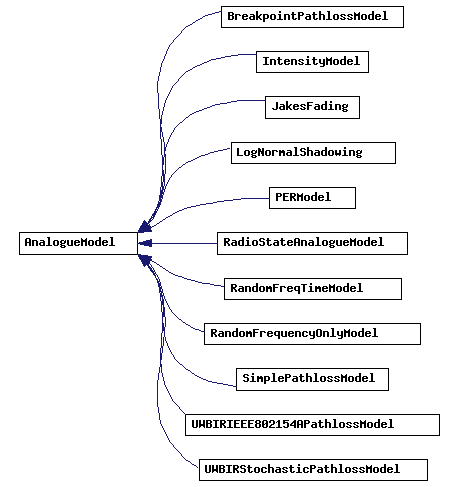 BreakpointPathlossModel
IntensityModel
JakesFading
LogNormalShadowing
PERModel
AnalogueModel
RadioStateAnalogueModel
RandomFreqTimeModel
RandomFrequencyOnlyModel
SimplePathlossModel
UWBIRIEEE802154APathlossModel
UWBIRStochasticPathlossModel